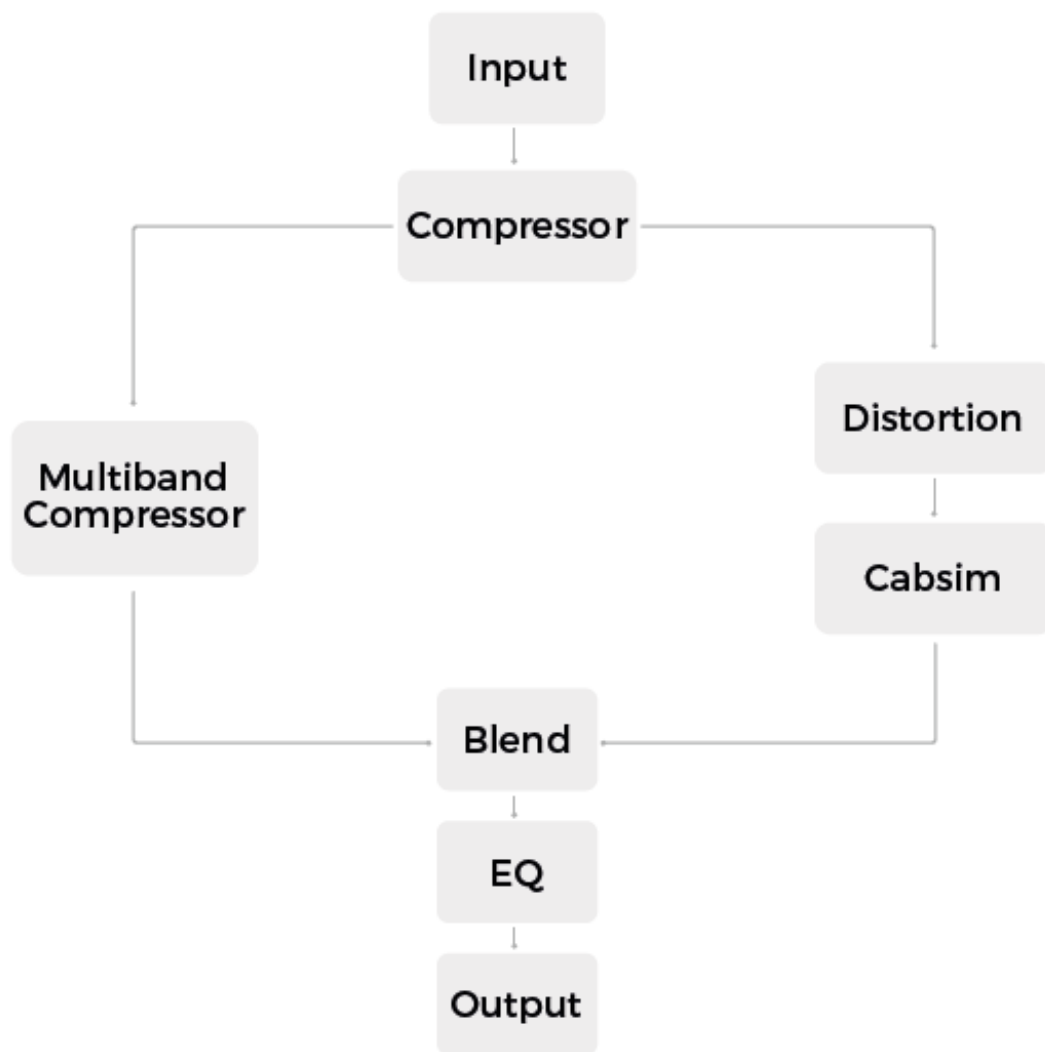 Input
Compressor
Distortion
Multiband
Compressor
Cabsim
Blend
EQ
Output